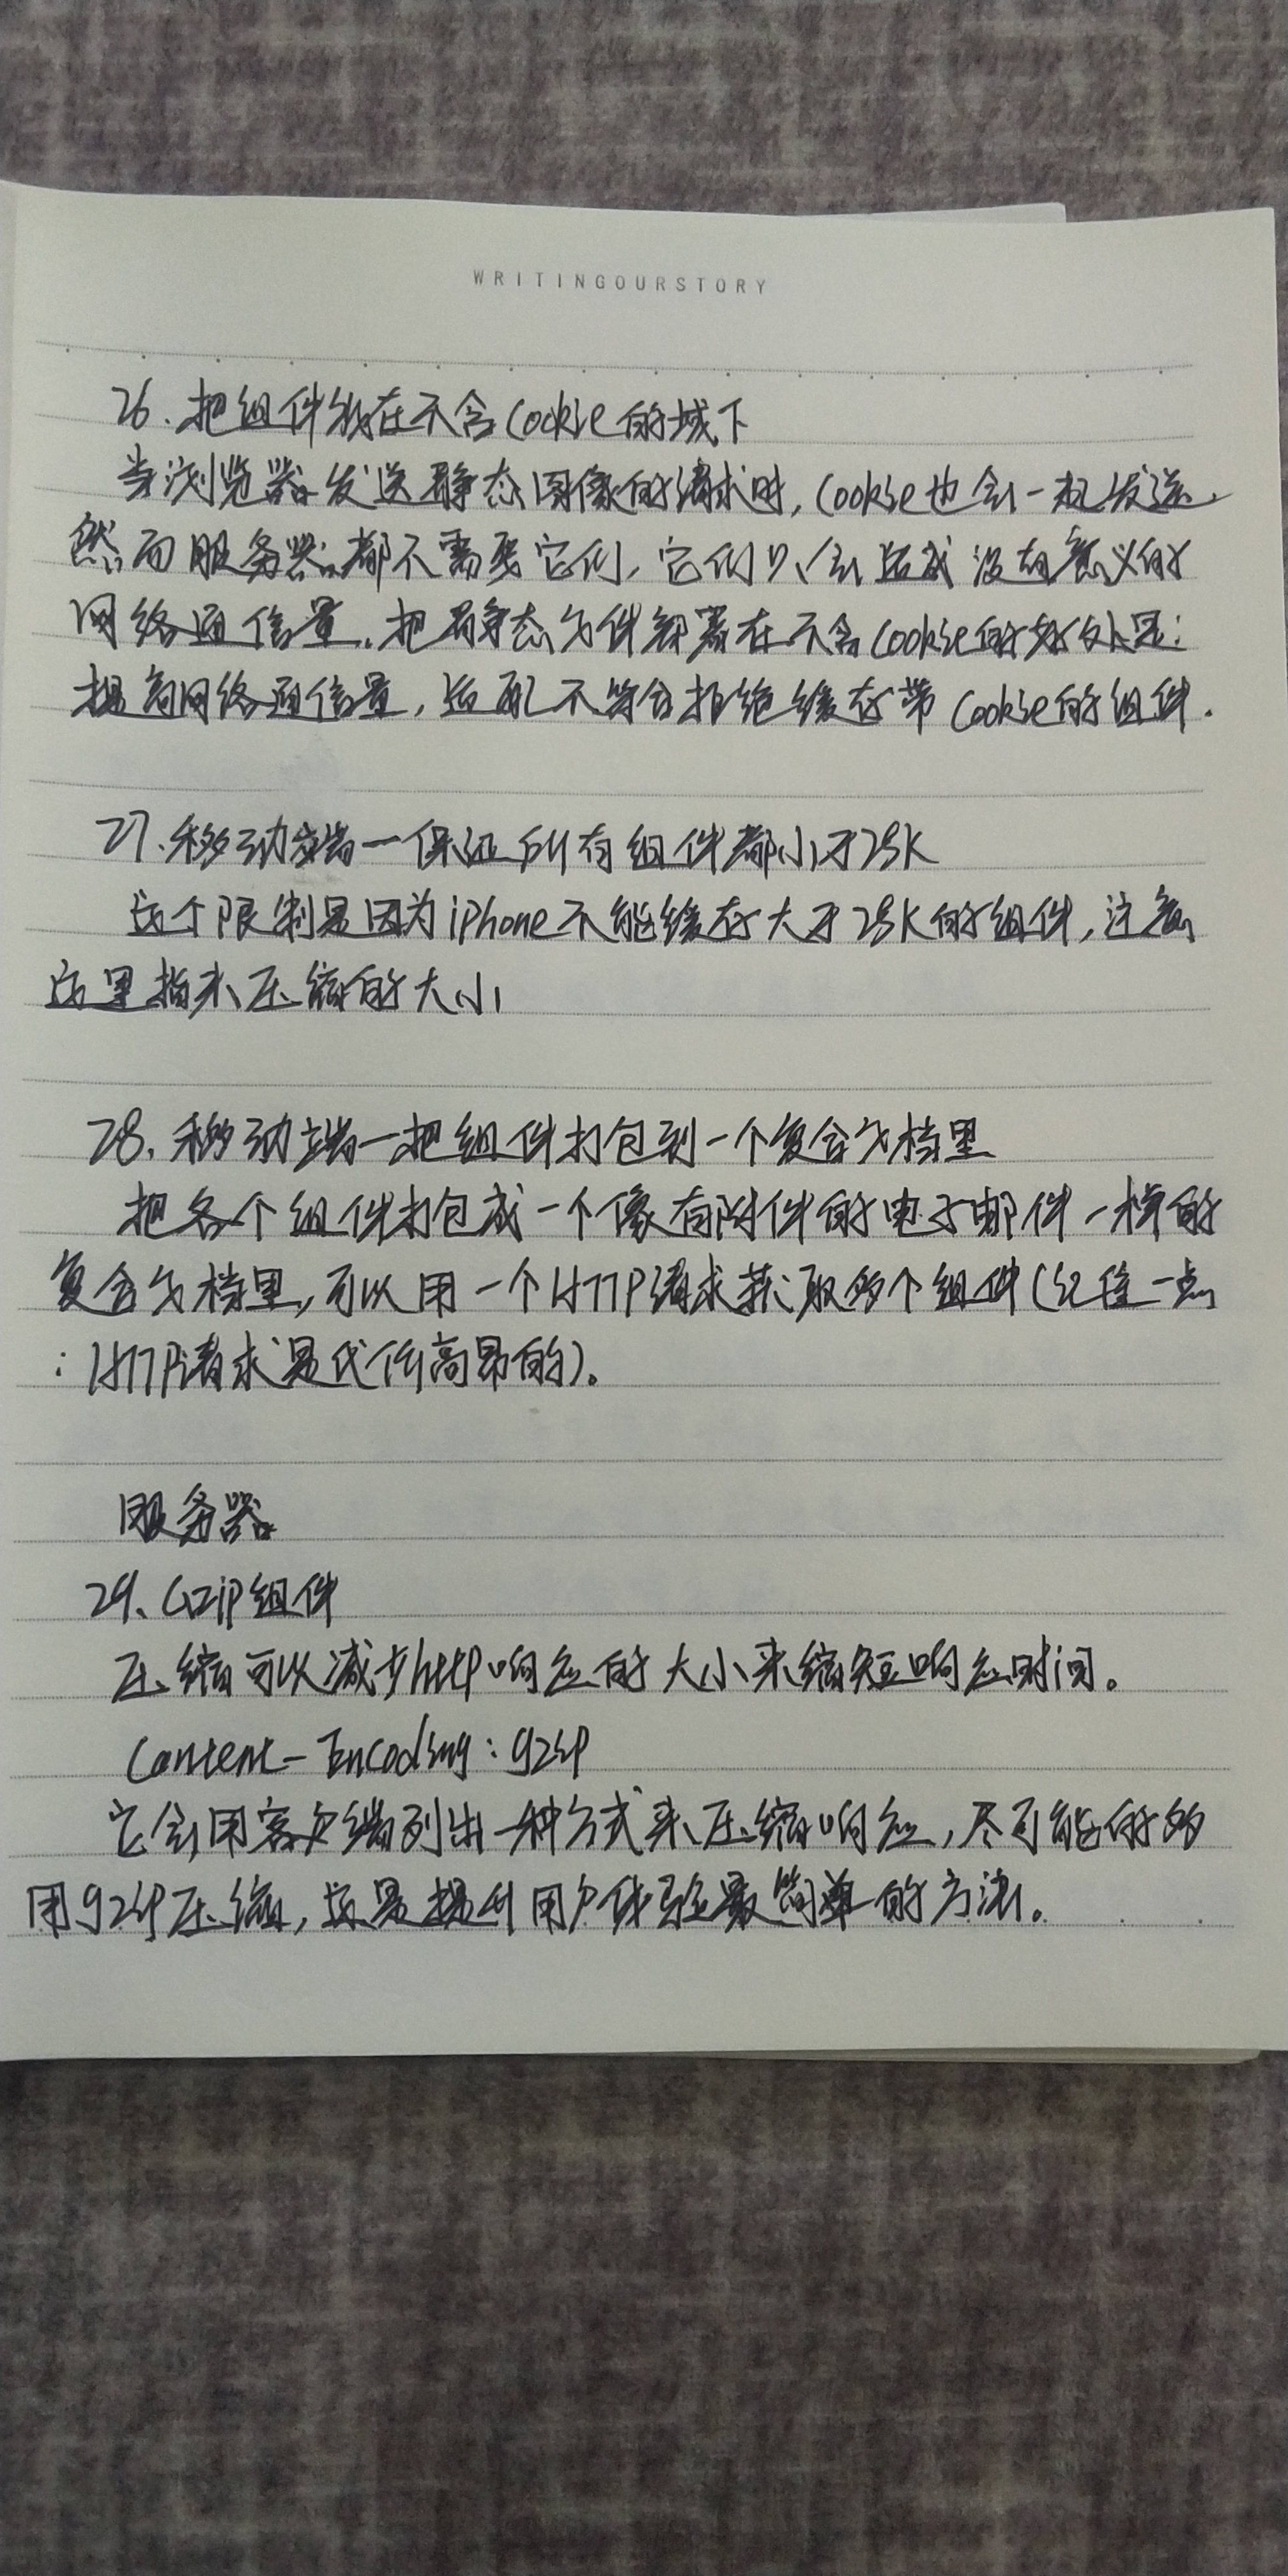 WRITINGOURSTORY
26.把组件放在不含Cookie的域下
当浏览器发送静态图像的请求时,Cookie也会一起发送,
然而服务器都不需要它们,它们只会造成没有意义的
网络通信量.把静态文件部署在不含Cookie的好处是:
提高网络通信量,适配不符合拒绝缓存带Cookie的组件.
27.移动端一保证所有组件都小于25K
这个限制是因为iPhone不能缓存大于25K的组件,注意
这里指未压缩的大小
28.移动端一把组件打包到一个复合文档里
把各个组件打包成一个像有附件的电子邮件一样的
复合文档里,可以用一个HTTP请求获取多个组件(记住一点
:HTTP请求是代价高昂的)。
服务器
29、Gzip组件
压缩可以减少http响应的大小来缩短响应时间。
Content-Encoding:gzip
它会用客户端列出一种方式来压缩响应,尽可能的多
用gzip压缩,这是提升用户体验最简单的方法。